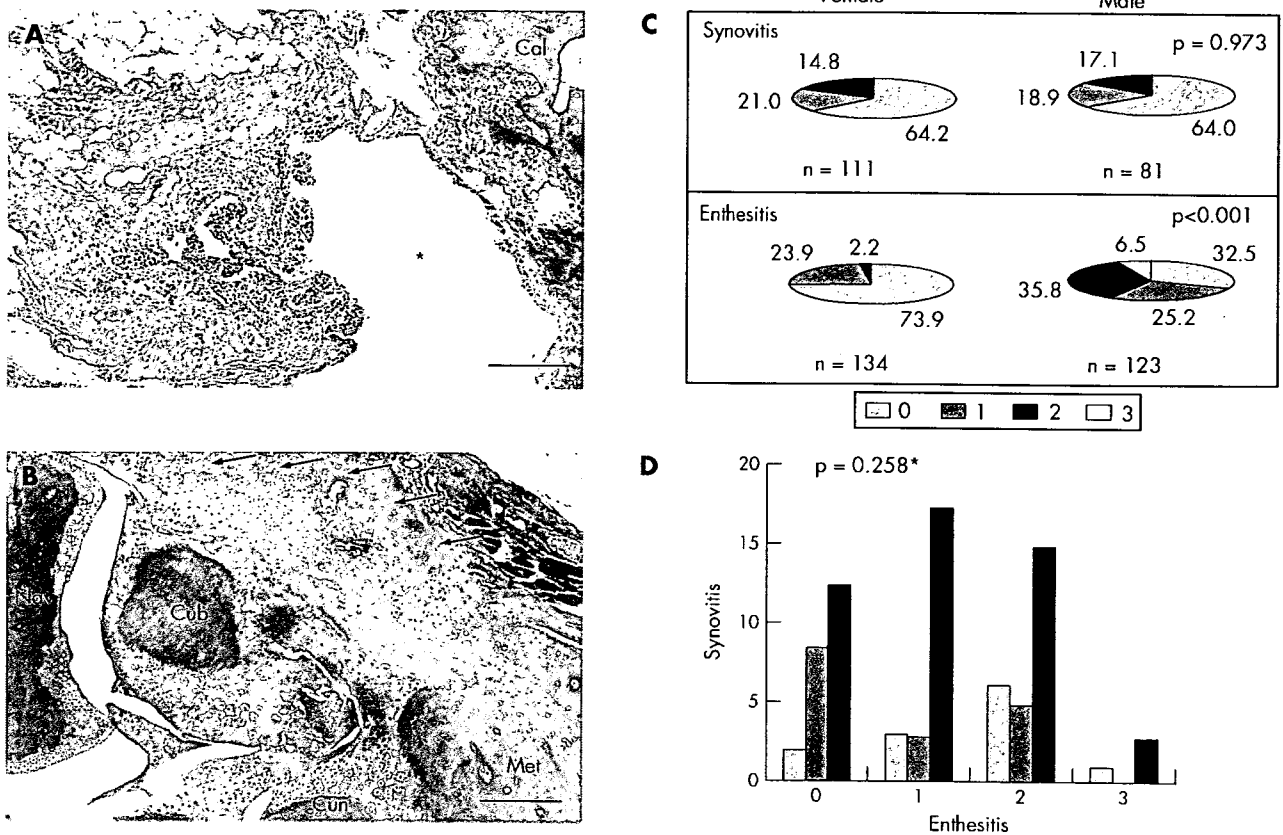 A
Cal
*
B
Nav
Cub
Met
Cun
C
Female
Male
Synovitis
p = 0.973
14.8
21.0
64.2
n = 111
17.1
18.9
64.0
n = 81
Enthesitis
p<0.001
23.9
2.2
73.9
n = 134
6.5
32.5
35.8
25.2
n = 123
0 1 2 3
D
p = 0.258*
20
15
10
5
0
Synovitis
0 1 2 3
Enthesitis